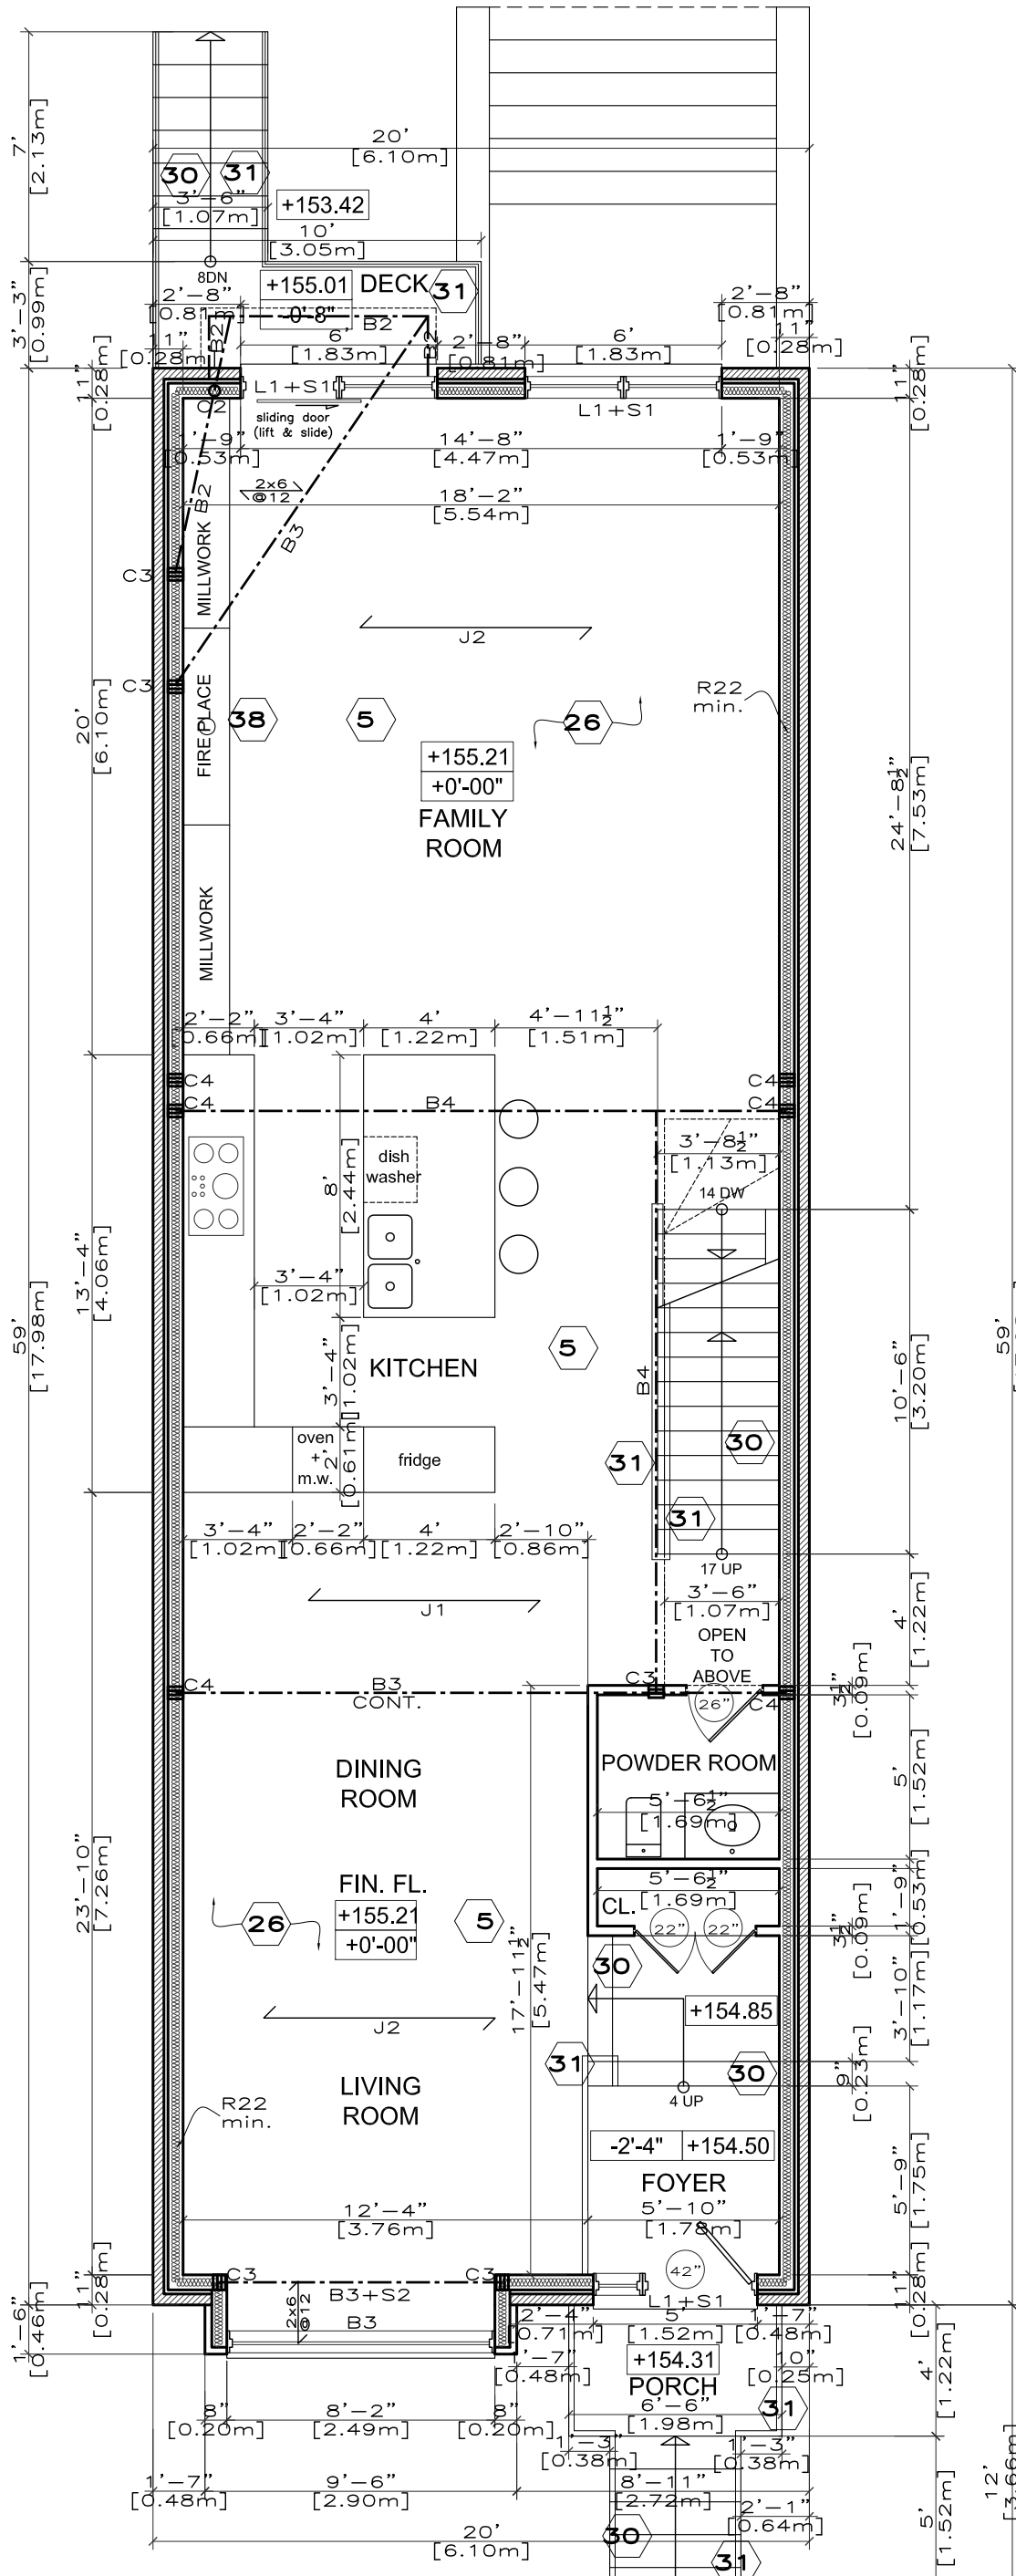 7'
[2.13m]
20'
[6.10m]
30
31
3'-6"
[1.07m]
+153.42
10'
[3.05m]
8DN
3'-3"
[0.99m]
+155.01
-0'-8"
DECK
31
2'-8"
[0.81m]
B2
B2
B2
6'
[1.83m]
2'-8"
[0.81m]
6'
[1.83m]
2'-8"
[0.81m]
11"
[0.28m]
11"
[0.28m]
11"
[0.28m]
C2
L1+S1
sliding door
(lift & slide)
L1+S1
11"
[0.28m]
1'-9"
[0.53m]
14'-8"
[4.47m]
1'-9"
[0.53m]
2x6
@12
18'-2"
[5.54m]
B2
B3
MILLWORK
C3
J2
C3
FIREPLACE
38
5
26
R22
min.
20'
[6.10m]
+155.21
+0'-00"
FAMILY
ROOM
24'-8½"
[7.53m]
MILLWORK
2'-2"
[0.66m]
3'-4"
[1.02m]
4'
[1.22m]
4'-11½"
[1.51m]
C4
C4
B4
C4
C4
3'-8½"
[1.13m]
dish
washer
8'
[2.44m]
14 DW
13'-4"
[4.06m]
3'-4"
[1.02m]
59'
[17.98m]
59'
3'-4"
[1.02m]
KITCHEN
5
B4
10'-6"
[3.20m]
30
31
oven
+
m.w.
2'
[0.61m]
fridge
31
3'-4"
[1.02m]
2'-2"
[0.66m]
4'
[1.22m]
2'-10"
[0.86m]
17 UP
J1
3'-6"
[1.07m]
4'
[1.22m]
OPEN
TO
ABOVE
C4
B3
CONT.
C3
26"
C4
3½"
[0.09m]
DINING
ROOM
POWDER ROOM
5'
[1.52m]
5'-6½"
[1.69m]
23'-10"
[7.26m]
FIN. FL.
+155.21
+0'-00"
26
5
5'-6½"
[1.69m]
CL.
22"
22"
1'-9"
[0.53m]
3½"
[0.09m]
17'-11½"
[5.47m]
30
3'-10"
[1.17m]
+154.85
J2
31
30
9"
[0.23m]
4 UP
LIVING
ROOM
R22
min.
-2'-4"
+154.50
FOYER
5'-9"
[1.75m]
12'-4"
[3.76m]
5'-10"
[1.78m]
42"
C3
C3
B3+S2
2x6
@12
B3
L1+S1
11"
[0.28m]
11"
[0.28m]
1'-6"
[0.46m]
2'-4"
[0.71m]
5'
[1.52m]
1'-7"
[0.48m]
1'-7"
[0.48m]
+154.31
PORCH
10"
[0.25m]
4'
[1.22m]
8"
[0.20m]
8'-2"
[2.49m]
8"
[0.20m]
6'-6"
[1.98m]
31
1'-3"
[0.38m]
1'-3"
[0.38m]
1'-7"
[0.48m]
9'-6"
[2.90m]
8'-11"
[2.72m]
2'-1"
[0.64m]
12'
[3.66m]
5'
[1.52m]
20'
[6.10m]
30
31